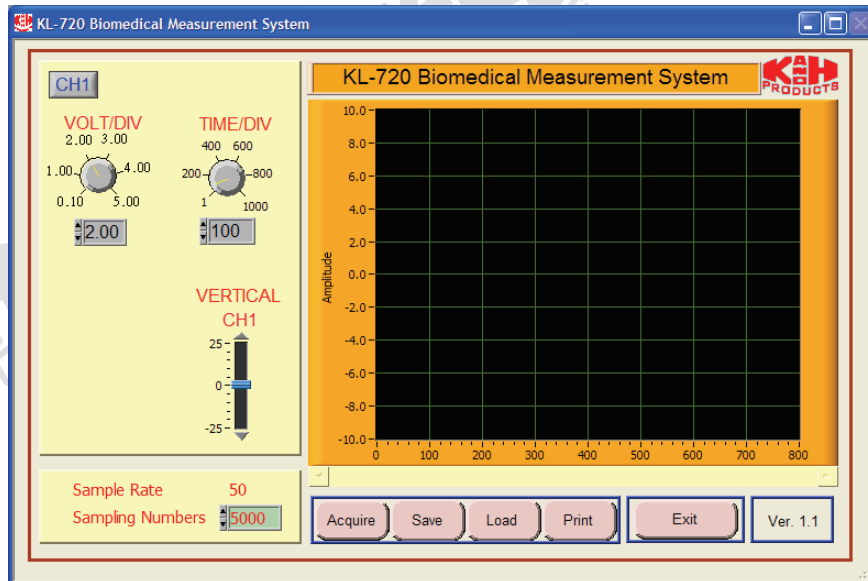 KL-720 Biomedical Measurement System
CH1
KL-720 Biomedical Measurement System
K AND H
PRODUCTS
VOLT/DIV
TIME/DIV
2.00 3.00
1.00 4.00
0.10 5.00
2.00
400 600
200 800
1 1000
100
VERTICAL
CH1
25
0
-25
Amplitude
10.0
8.0
6.0
4.0
2.0
0.0
-2.0
-4.0
-6.0
-8.0
-10.0
0 100 200 300 400 500 600 700 800
Sample Rate 50
Sampling Numbers 5000
Acquire Save Load Print Exit Ver. 1.1